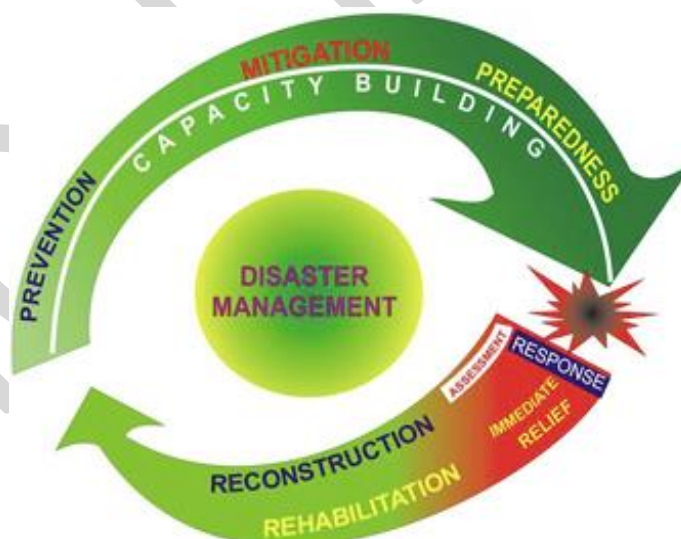 PREVENTION
MITIGATION
CAPACITY BUILDING
PREPAREDNESS
DISASTER
MANAGEMENT
ASSESSMENT
RESPONSE
IMMEDIATE
RELIEF
RECONSTRUCTION
REHABILITATION